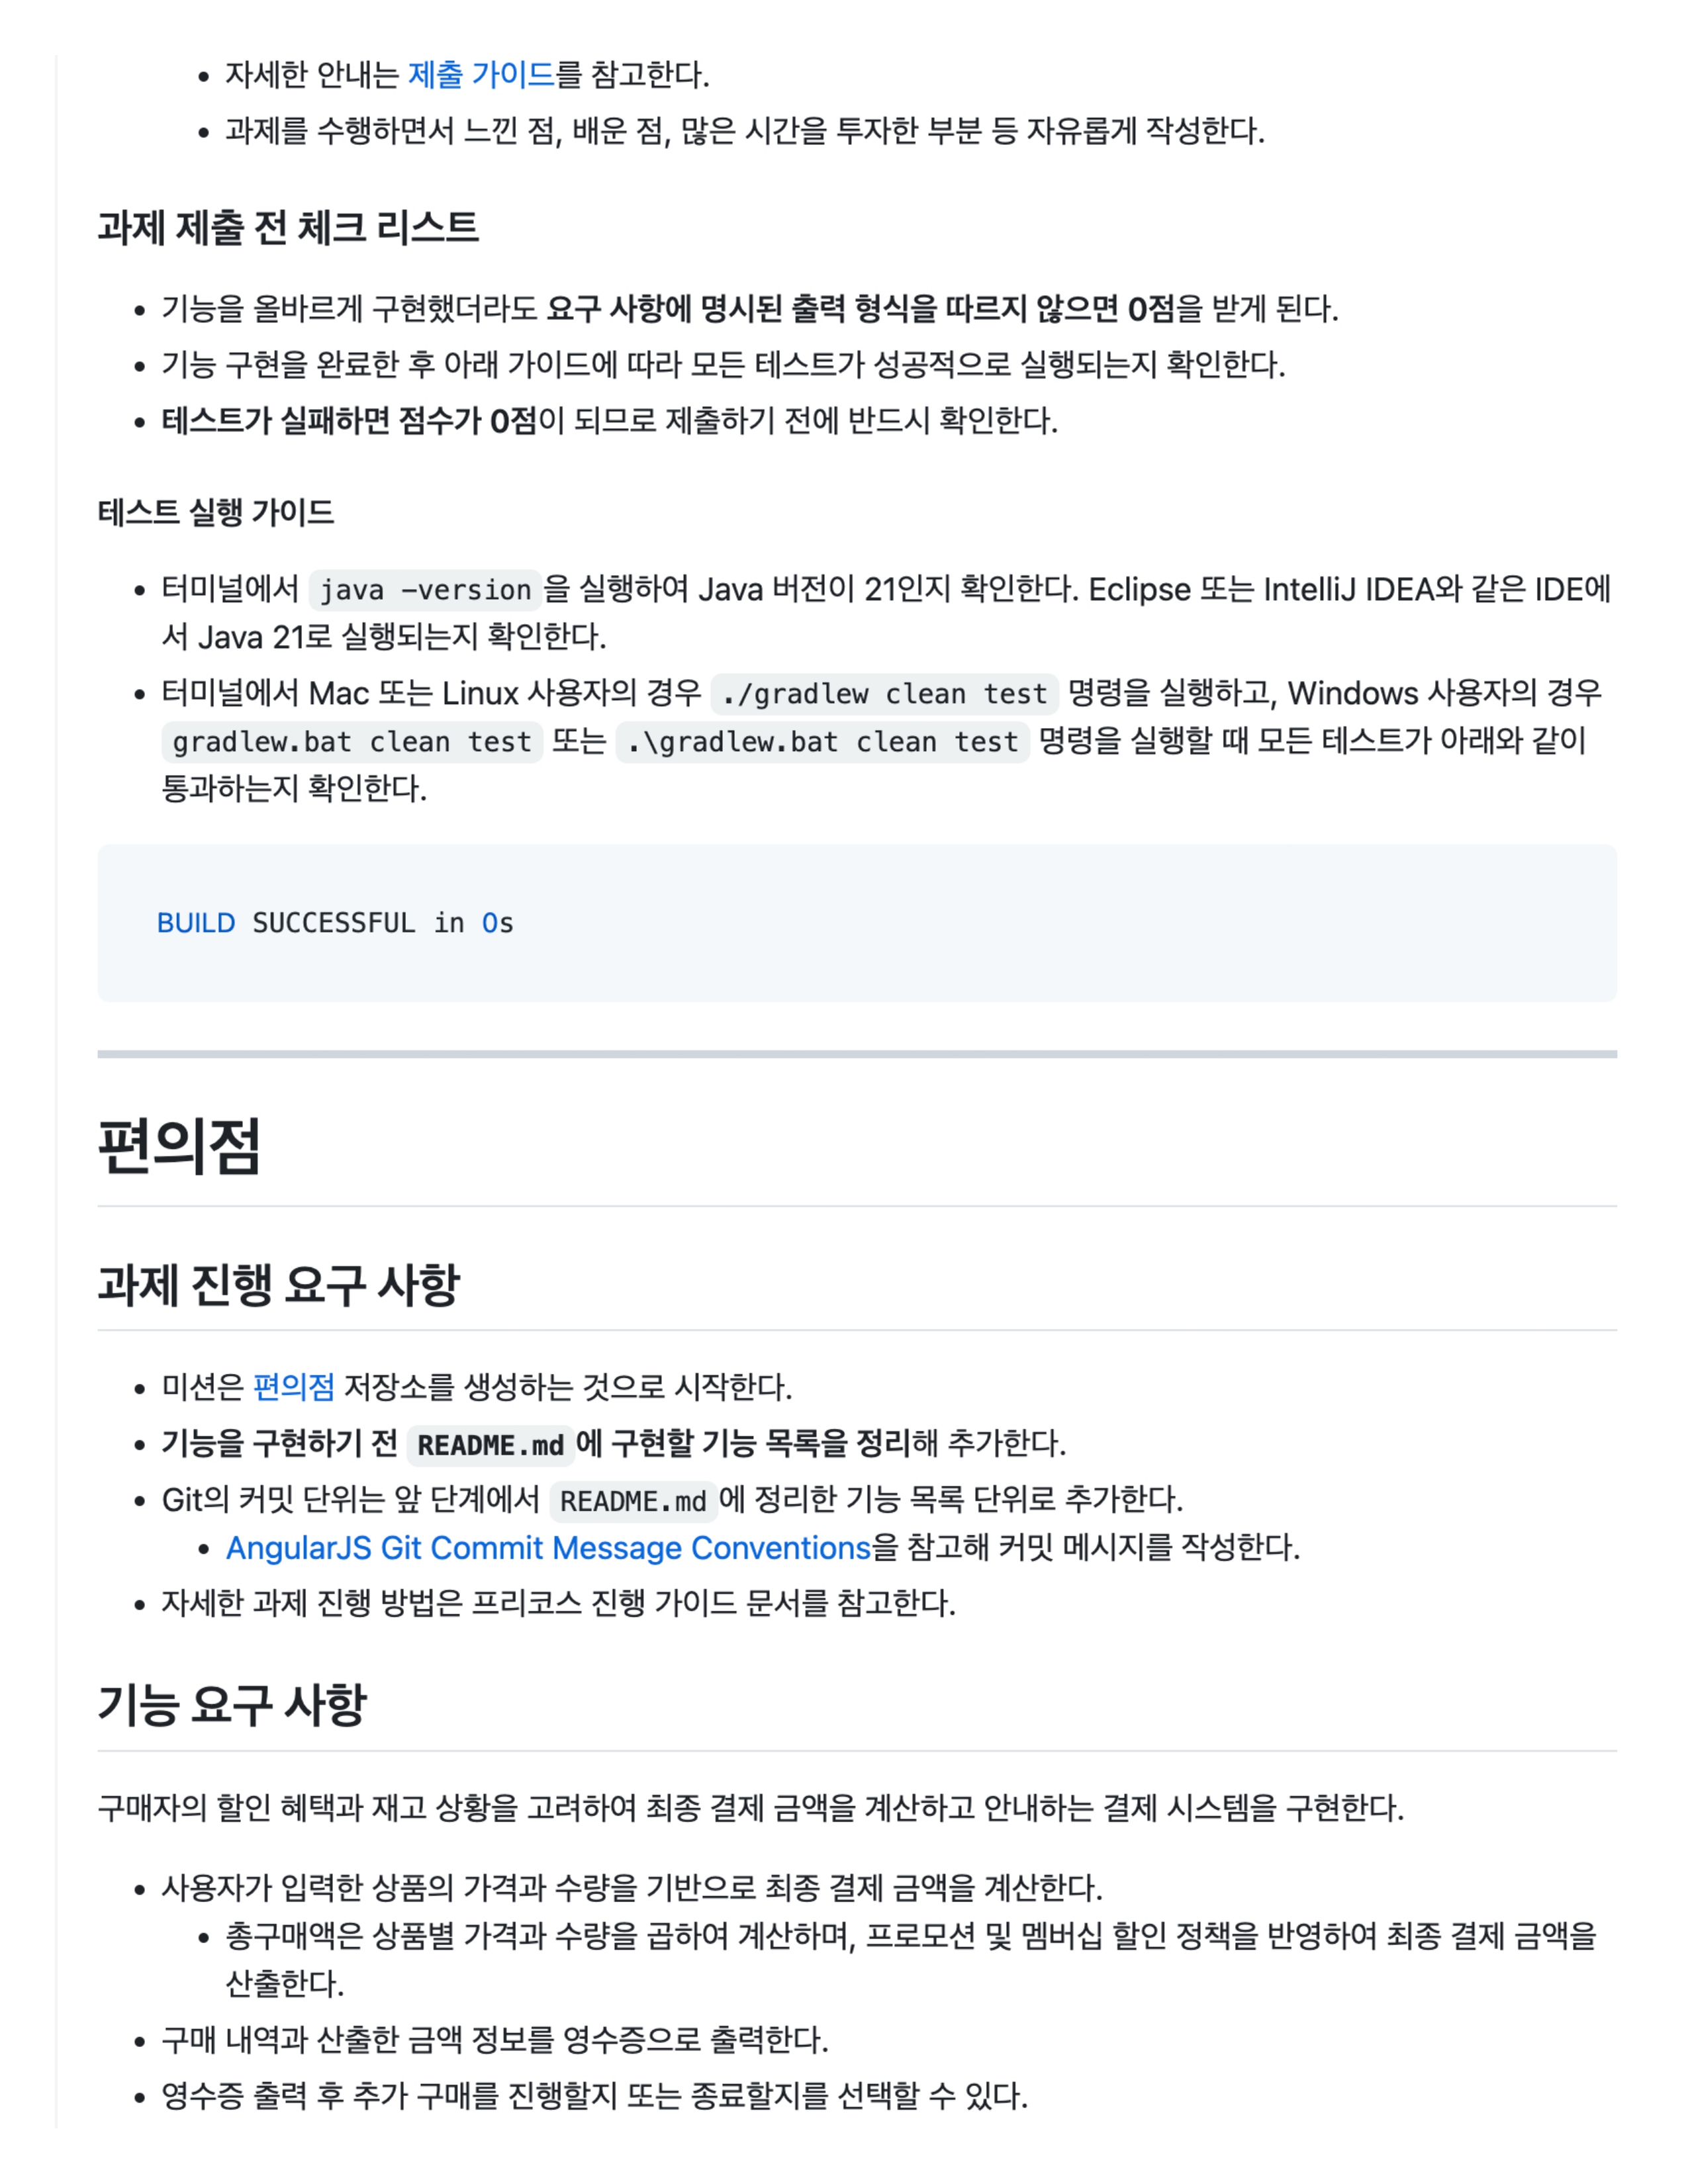 자세한 안내는 제출 가이드를 참고한다.
과제를 수행하면서 느낀 점, 배운 점, 많은 시간을 투자한 부분 등 자유롭게 작성한다.
과제 제출 전 체크 리스트
기능을 올바르게 구현했더라도 요구 사항에 명시된 출력 형식을 따르지 않으면 0점을 받게 된다.
기능 구현을 완료한 후 아래 가이드에 따라 모든 테스트가 성공적으로 실행되는지 확인한다.
테스트가 실패하면 점수가 0점이 되므로 제출하기 전에 반드시 확인한다.
테스트 실행 가이드
터미널에서 java -version을 실행하여 Java 버전이 21인지 확인한다. Eclipse 또는 IntelliJ IDEA와 같은 IDE에
서 Java 21로 실행되는지 확인한다.
터미널에서 Mac 또는 Linux 사용자의 경우 ./gradlew clean test 명령을 실행하고, Windows 사용자의 경우
gradlew.bat clean test 또는 .\gradlew.bat clean test 명령을 실행할 때 모든 테스트가 아래와 같이
통과하는지 확인한다.
BUILD SUCCESSFUL in 0s
편의점
과제 진행 요구 사항
미션은 편의점 저장소를 생성하는 것으로 시작한다.
기능을 구현하기 전 README.md에 구현할 기능 목록을 정리해 추가한다.
Git의 커밋 단위는 앞 단계에서 README.md에 정리한 기능 목록 단위로 추가한다.
AngularJS Git Commit Message Conventions을 참고해 커밋 메시지를 작성한다.
자세한 과제 진행 방법은 프리코스 진행 가이드 문서를 참고한다.
기능 요구 사항
구매자의 할인 혜택과 재고 상황을 고려하여 최종 결제 금액을 계산하고 안내하는 결제 시스템을 구현한다.
사용자가 입력한 상품의 가격과 수량을 기반으로 최종 결제 금액을 계산한다.
총구매액은 상품별 가격과 수량을 곱하여 계산하며, 프로모션 및 멤버십 할인 정책을 반영하여 최종 결제 금액을
산출한다.
구매 내역과 산출한 금액 정보를 영수증으로 출력한다.
영수증 출력 후 추가 구매를 진행할지 또는 종료할지를 선택할 수 있다.